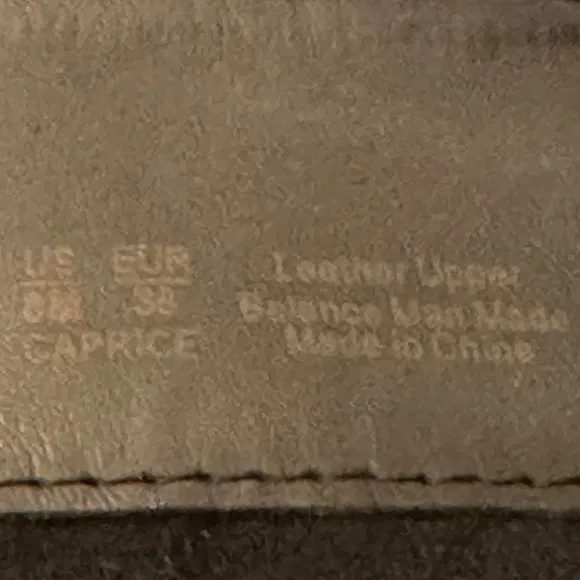 US EUR
8M 38
CAPRICE
Leather Upper
Balance Man Made
Made in China